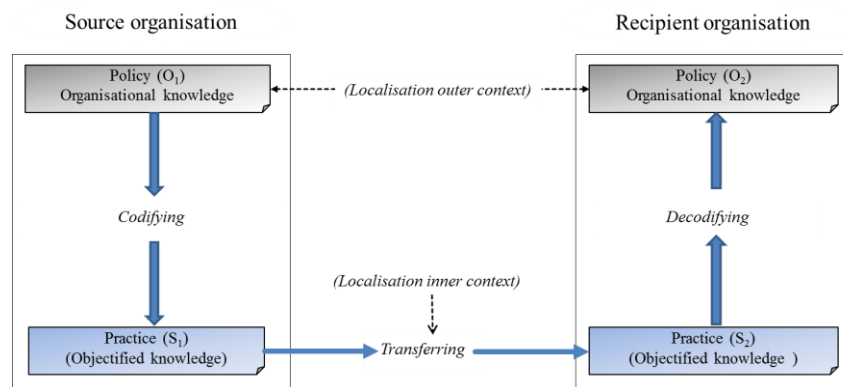 Source organisation
Recipient organisation
Policy (O₁)
Organisational knowledge
(Localisation outer context)
Policy (O₂)
Organisational knowledge
Codifying
Decodifying
(Localisation inner context)
Practice (S₁)
(Objectified knowledge)
Transferring
Practice (S₂)
(Objectified knowledge )